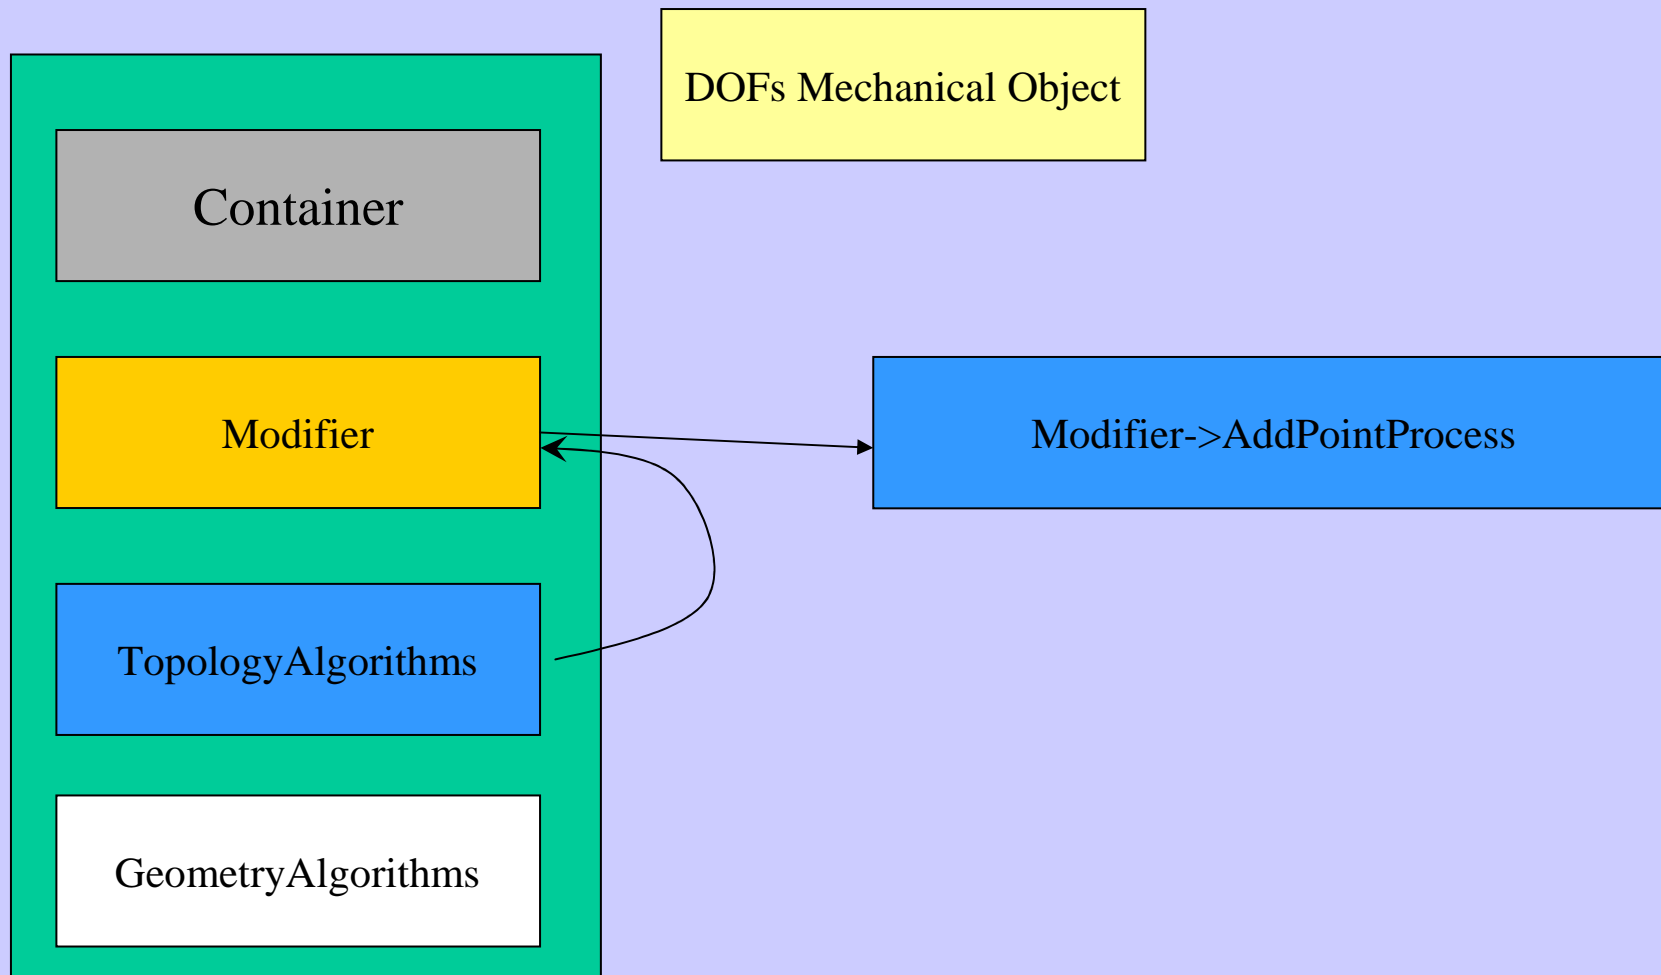 DOFs Mechanical Object
Container
Modifier
Modifier->AddPointProcess
TopologyAlgorithms
GeometryAlgorithms